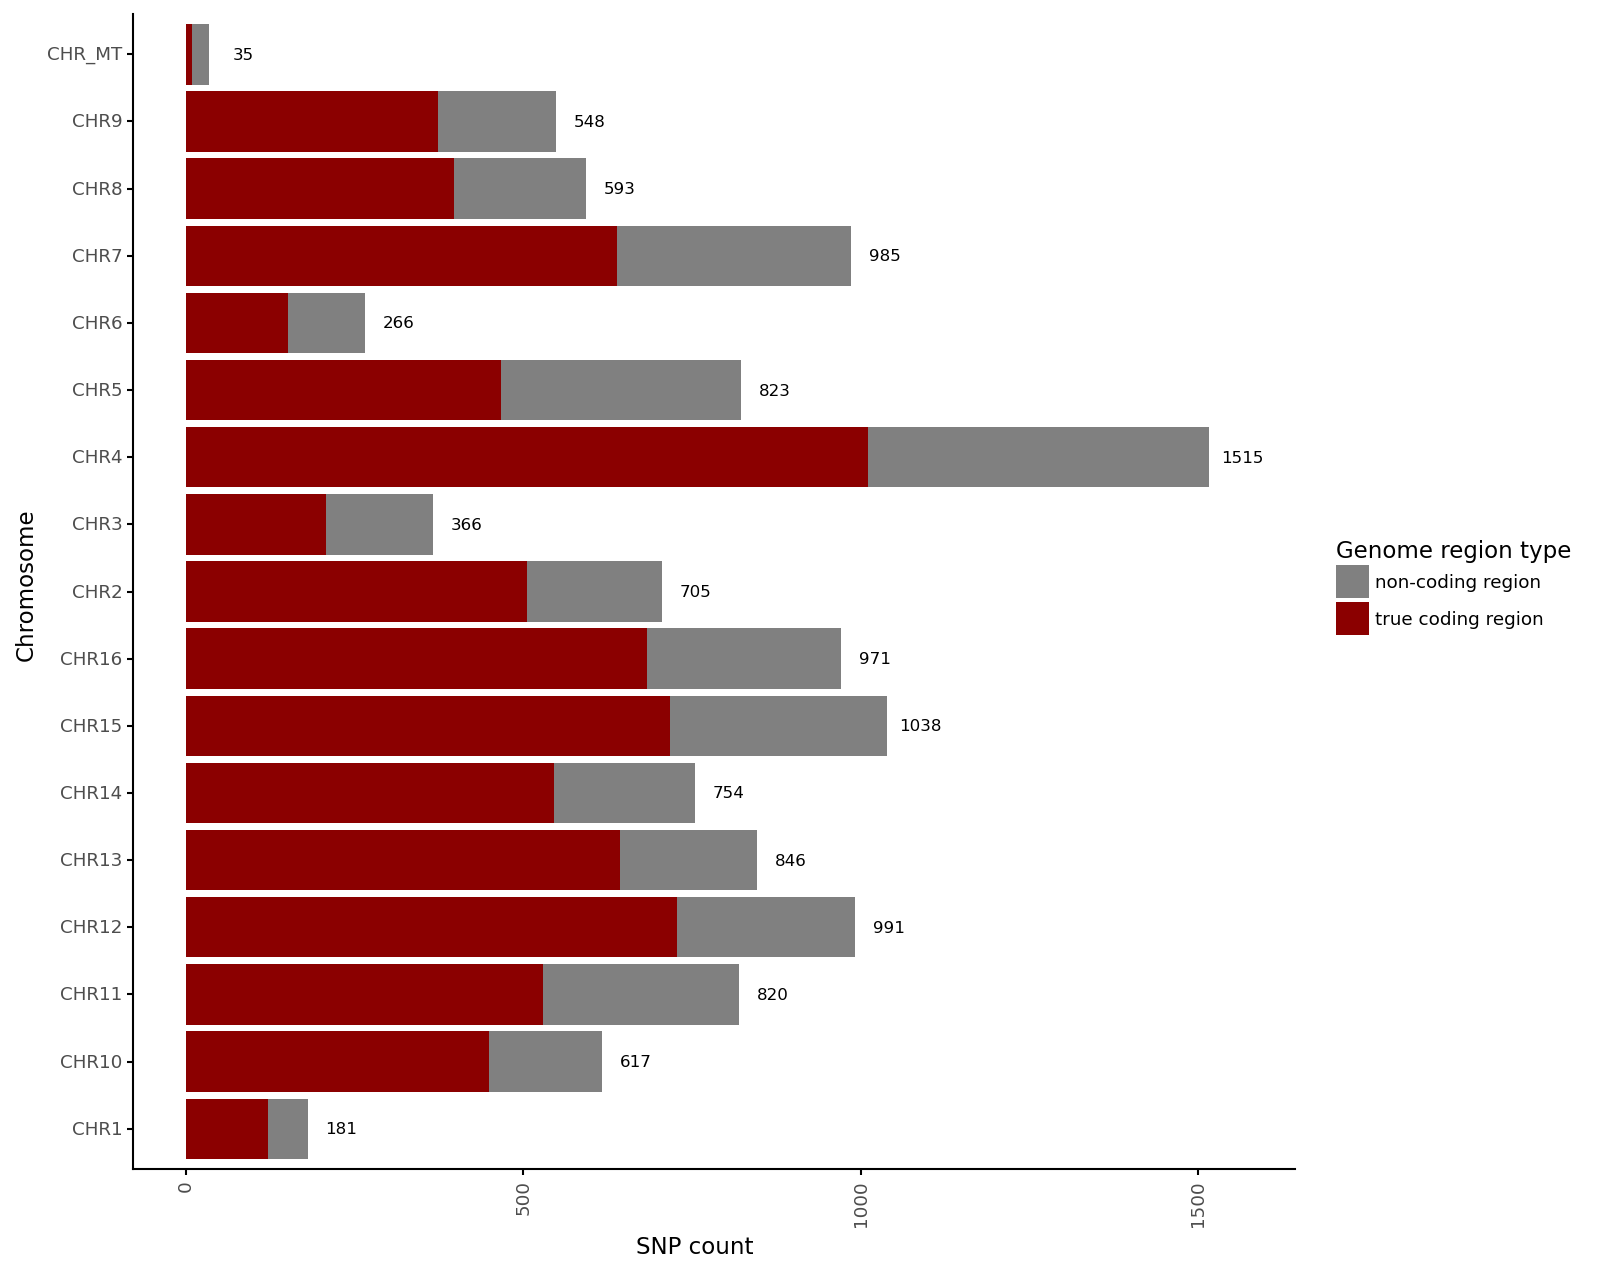 CHR_MT
35
CHR9
548
CHR8
593
CHR7
985
CHR6
266
CHR5
823
CHR4
1515
CHR3
366
CHR2
705
CHR16
971
CHR15
1038
CHR14
754
CHR13
846
CHR12
991
CHR11
820
CHR10
617
CHR1
181
Chromosome
0
500
1000
1500
SNP count
Genome region type
non-coding region
true coding region